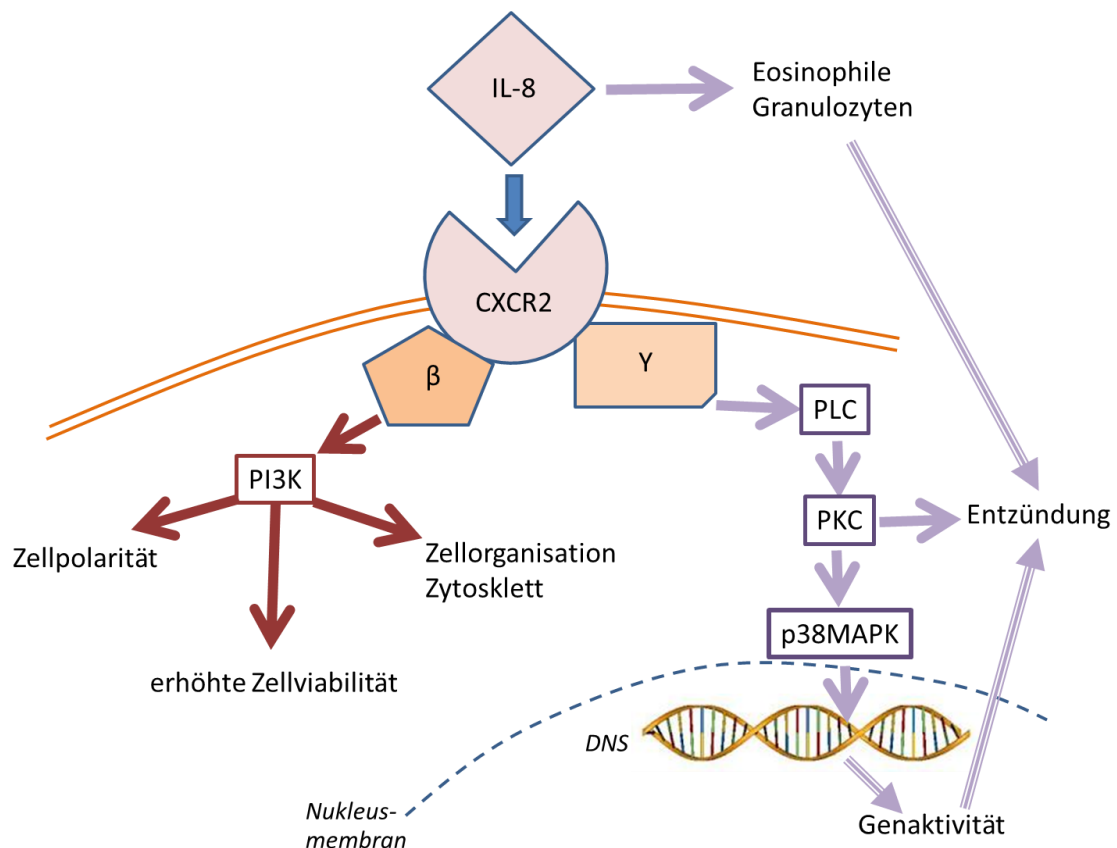 IL-8
Eosinophile
Granulozyten
CXCR2
β
Y
PLC
PI3K
PKC
Entzündung
Zellpolarität
Zellorganisation
Zytosklett
p38MAPK
erhöhte Zellviabilität
DNS
Nukleus-
membran
Genaktivität